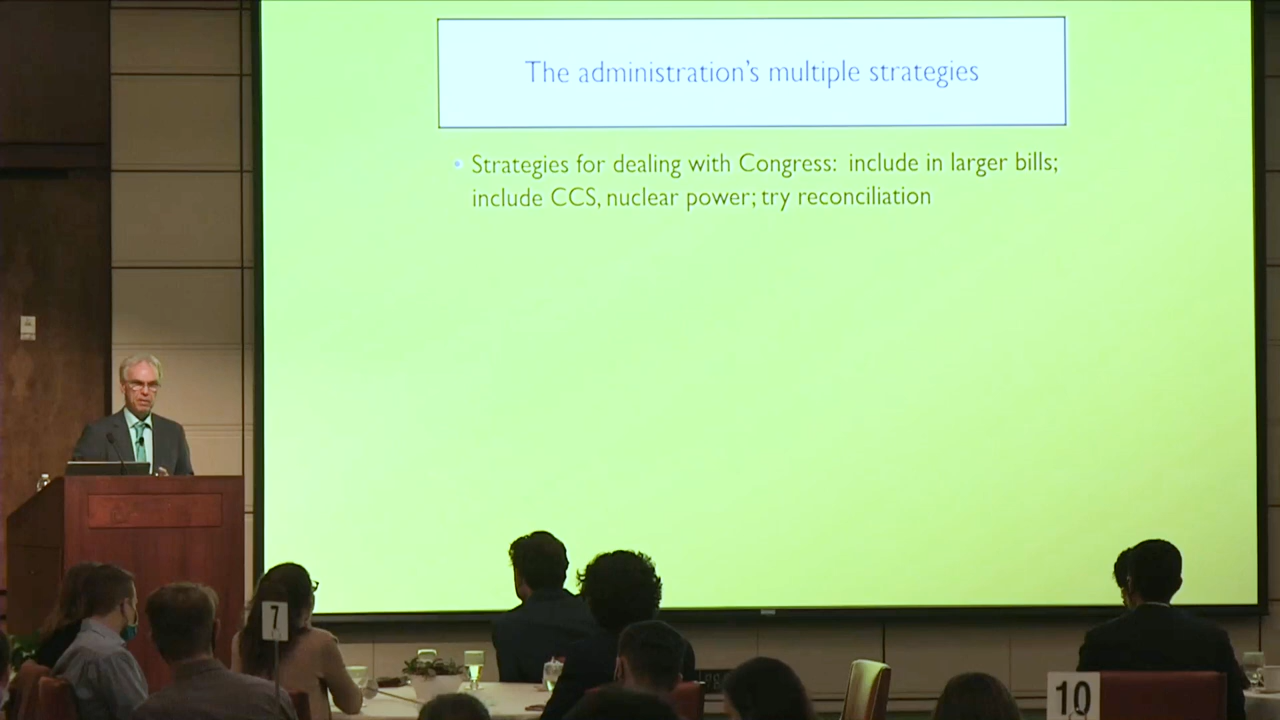 The administration's multiple strategies
• Strategies for dealing with Congress: include in larger bills;
include CCS, nuclear power; try reconciliation
7
10